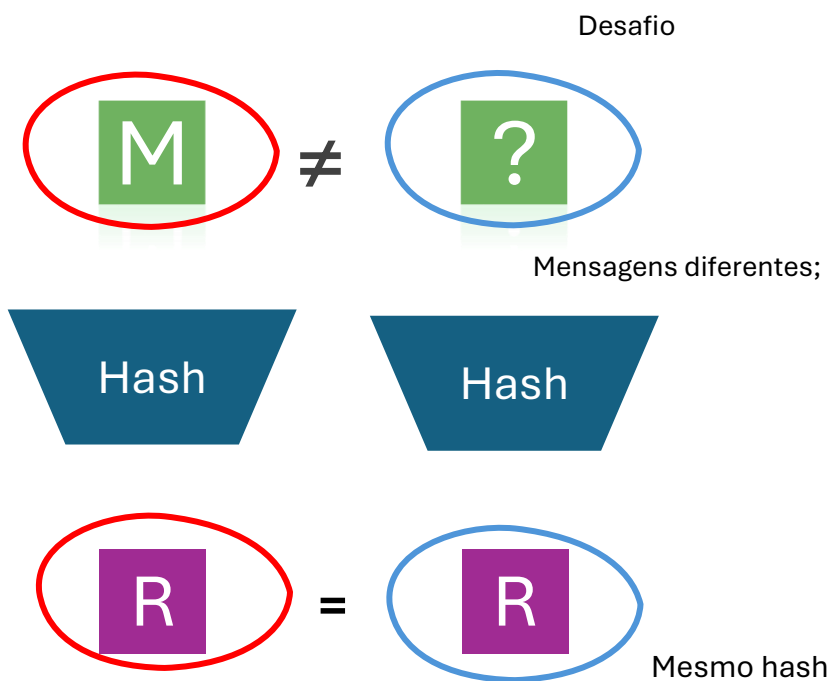 Desafio
M ≠ ?
Mensagens diferentes;
Hash Hash
R = R
Mesmo hash